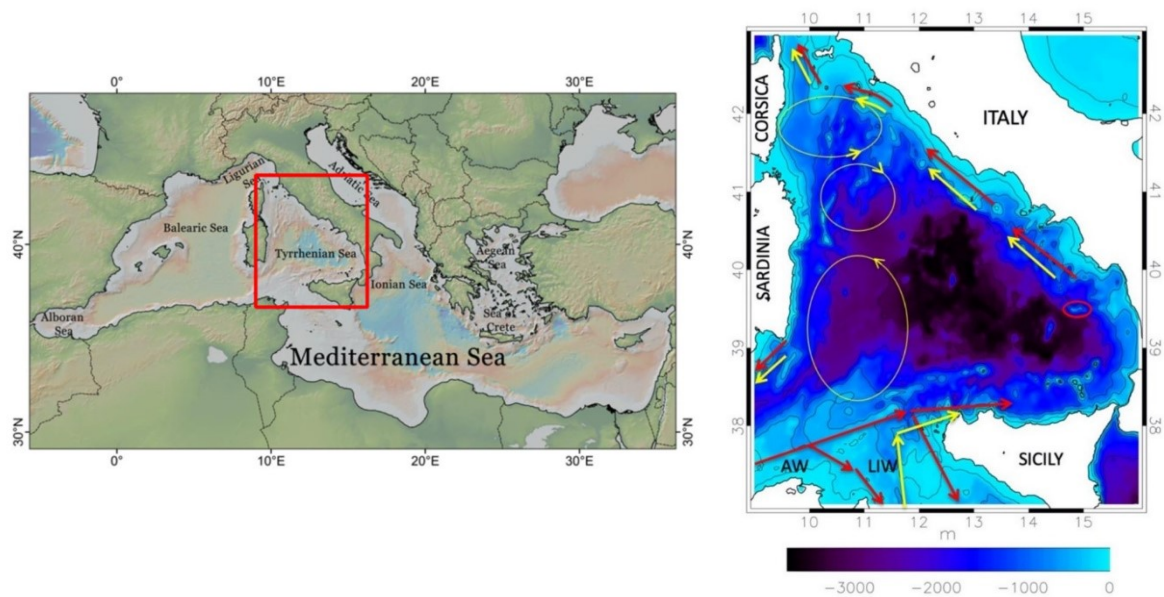 0°
10°E
20°E
30°E
40°N
30°N
40°N
30°N
0°
10°E
20°E
30°E
Ligurian
Sea
Adriatic Sea
Balearic Sea
Tyrrhenian Sea
Aegean
Sea
Ionian Sea
Alboran
Sea
Sea of
Crete
Mediterranean Sea
10 11 12 13 14 15
42
41
40
39
38
42
41
40
39
38
CORSICA
ITALY
SARDINIA
AW
LIW
SICILY
10 11 12 13 14 15
m
-3000 -2000 -1000 0